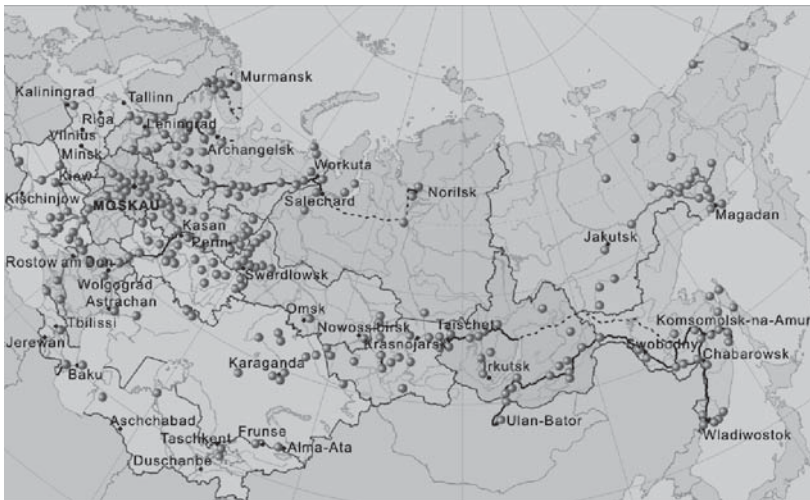 Murmansk
Kaliningrad
Tallinn
Riga
Leningrad
Vilnius
Archangelsk
Minsk
Workuta
Kiew
Salechard
Norilsk
Kischinjow
MOSKAU
Magadan
Kasan
Perm
Jakutsk
Rostow am Don
Swerdlowsk
Wolgograd
Astrachan
Omsk
Tbilissi
Nowossibirsk
Taischet
Komsomolsk-na-Amur
Jerewan
Krasnojarsk
Swobodny
Karaganda
Irkutsk
Chabarowsk
Baku
Aschchabad
Frunse
Ulan-Bator
Taschkent
Alma-Ata
Wladiwostok
Duschanbe